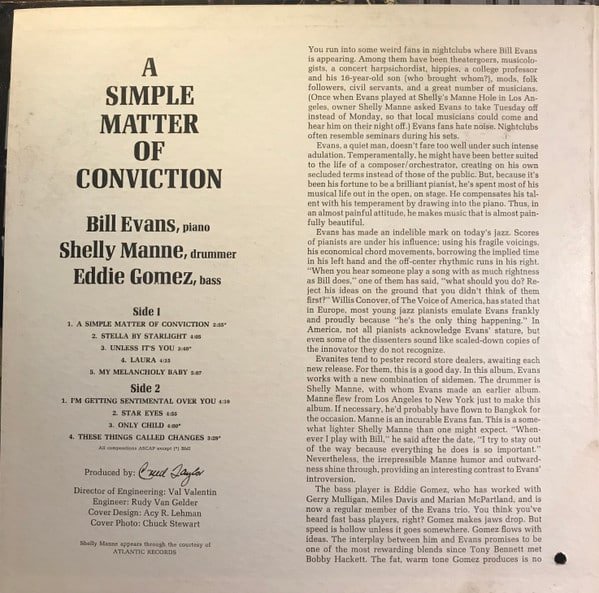 A
SIMPLE
MATTER
OF
CONVICTION
Bill Evans, piano
Shelly Manne, drummer
Eddie Gomez, bass
Side 1
1. A SIMPLE MATTER OF CONVICTION 2:55*
2. STELLA BY STARLIGHT 4:05
3. UNLESS IT'S YOU 3:40*
4. LAURA 4:23
5. MY MELANCHOLY BABY 5:07
Side 2
1. I'M GETTING SENTIMENTAL OVER YOU 4:39
2. STAR EYES 4:55
3. ONLY CHILD 4:00*
4. THESE THINGS CALLED CHANGES 3:29*
All compositions ASCAP except (*) BMI
Produced by: Creed Taylor
Director of Engineering: Val Valentin
Engineer: Rudy Van Gelder
Cover Design: Acy R. Lehman
Cover Photo: Chuck Stewart
Shelly Manne appears through the courtesy of
ATLANTIC RECORDS
You run into some weird fans in nightclubs where Bill Evans
is appearing. Among them have been theatergoers, musicolo-
gists, a concert harpsichordist, hippies, a college professor
and his 16-year-old son (who brought whom?), mods, folk
followers, civil servants, and a great number of musicians.
(Once when Evans played at Shelly's Manne Hole in Los An-
geles, owner Shelly Manne asked Evans to take Tuesday off
instead of Monday, so that local musicians could come and
hear him on their night off.) Evans fans hate noise. Nightclubs
often resemble seminars during his sets.
Evans, a quiet man, doesn't fare too well under such intense
adulation. Temperamentally, he might have been better suited
to the life of a composer/orchestrator, creating on his own
secluded terms instead of those of the public. But, because it's
been his fortune to be a brilliant pianist, he's spent most of his
musical life out in the open, on stage. He compensates his tal-
ent with his temperament by drawing into the piano. Thus, in
an almost painful attitude, he makes music that is almost pain-
fully beautiful.
Evans has made an indelible mark on today's jazz. Scores
of pianists are under his influence; using his fragile voicings,
his economical chord movements, borrowing the implied time
in his left hand and the off-center rhythmic runs in his right.
"When you hear someone play a song with as much rightness
as Bill does," one of them has said, "what should you do? Re-
ject his ideas on the ground that you didn't think of them
first?" Willis Conover, of The Voice of America, has stated that
in Europe, most young jazz pianists emulate Evans frankly
and proudly because "he's the only thing happening." In
America, not all pianists acknowledge Evans' stature, but
even some of the dissenters sound like scaled-down copies of
the innovator they do not recognize.
Evanites tend to pester record store dealers, awaiting each
new release. For them, this is a good day. In this album, Evans
works with a new combination of sidemen. The drummer is
Shelly Manne, with whom Evans made an earlier album.
Manne flew from Los Angeles to New York just to make this
album. If necessary, he'd probably have flown to Bangkok for
the occasion. Manne is an incurable Evans fan. This is a some-
what lighter Shelly Manne than one might expect. "When-
ever I play with Bill," he said after the date, "I try to stay out
of the way because everything he does is so important."
Nevertheless, the irrepressible Manne humor and outward-
ness shine through, providing an interesting contrast to Evans'
introversion.
The bass player is Eddie Gomez, who has worked with
Gerry Mulligan, Miles Davis and Marian McPartland, and is
now a regular member of the Evans trio. You think you've
heard fast bass players, right? Gomez makes jaws drop. But
speed is hollow unless it goes somewhere. Gomez flows with
ideas. The interplay between him and Evans promises to be
one of the most rewarding blends since Tony Bennett met
Bobby Hackett. The fat, warm tone Gomez produces is no